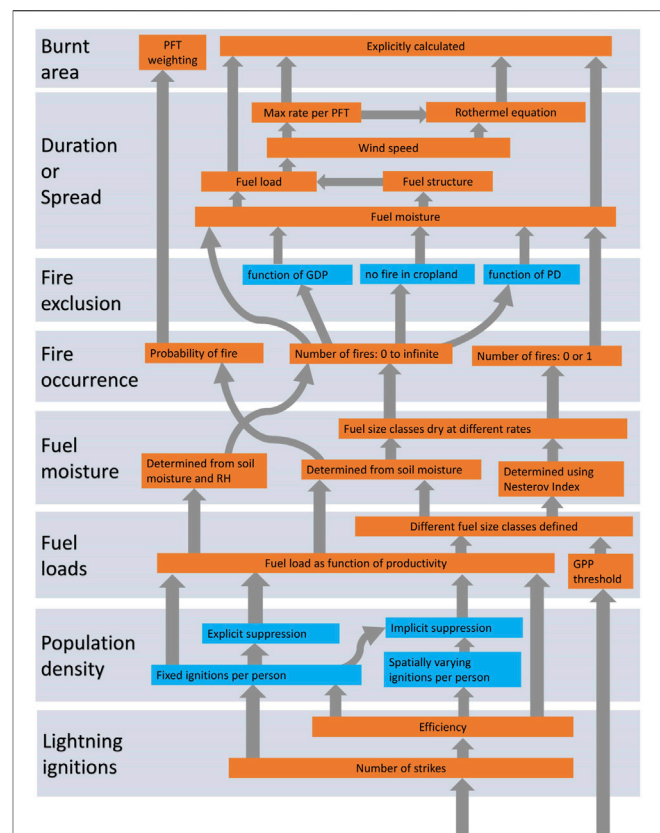 Burnt
area
PFT
weighting
Explicitly calculated
Duration
or
Spread
Max rate per PFT
Rothermel equation
Wind speed
Fuel load
Fuel structure
Fuel moisture
Fire
exclusion
function of GDP
no fire in cropland
function of PD
Fire
occurrence
Probability of fire
Number of fires: 0 to infinite
Number of fires: 0 or 1
Fuel
moisture
Fuel size classes dry at different rates
Determined from soil
moisture and RH
Determined from soil moisture
Determined using
Nesterov Index
Fuel
loads
Different fuel size classes defined
Fuel load as function of productivity
GPP
threshold
Population
density
Explicit suppression
Implicit suppression
Fixed ignitions per person
Spatially varying
ignitions per person
Lightning
ignitions
Efficiency
Number of strikes